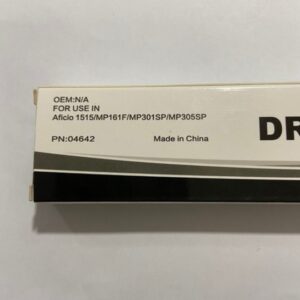 OEM:N/A
FOR USE IN
Aficio 1515/MP161F/MP301SP/MP305SP
PN:04642 Made in China
DR